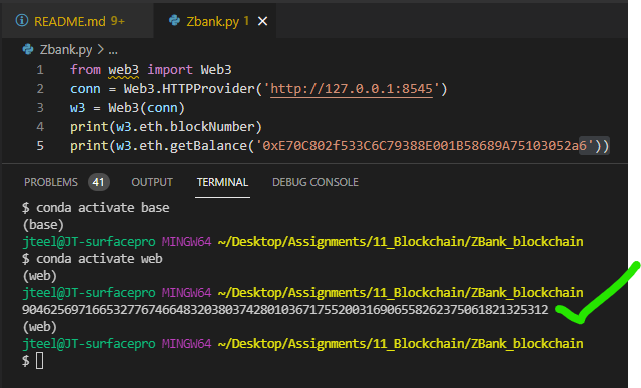 README.md 9+ Zbank.py 1 ×
Zbank.py > ...
1 from web3 import Web3
2 conn = Web3.HTTPProvider('http://127.0.0.1:8545')
3 w3 = Web3(conn)
4 print(w3.eth.blockNumber)
5 print(w3.eth.getBalance('0xE70C802f533C6C79388E001B58689A75103052a6'))
PROBLEMS 41 OUTPUT TERMINAL DEBUG CONSOLE
$ conda activate base
(base)
jteel@JT-surfacepro MINGW64 ~/Desktop/Assignments/11_Blockchain/ZBank_blockchain
$ conda activate web
(web)
jteel@JT-surfacepro MINGW64 ~/Desktop/Assignments/11_Blockchain/ZBank_blockchain
904625697166532776746648320380374280103671755200316906558262375061821325312
(web)
jteel@JT-surfacepro MINGW64 ~/Desktop/Assignments/11_Blockchain/ZBank_blockchain
$